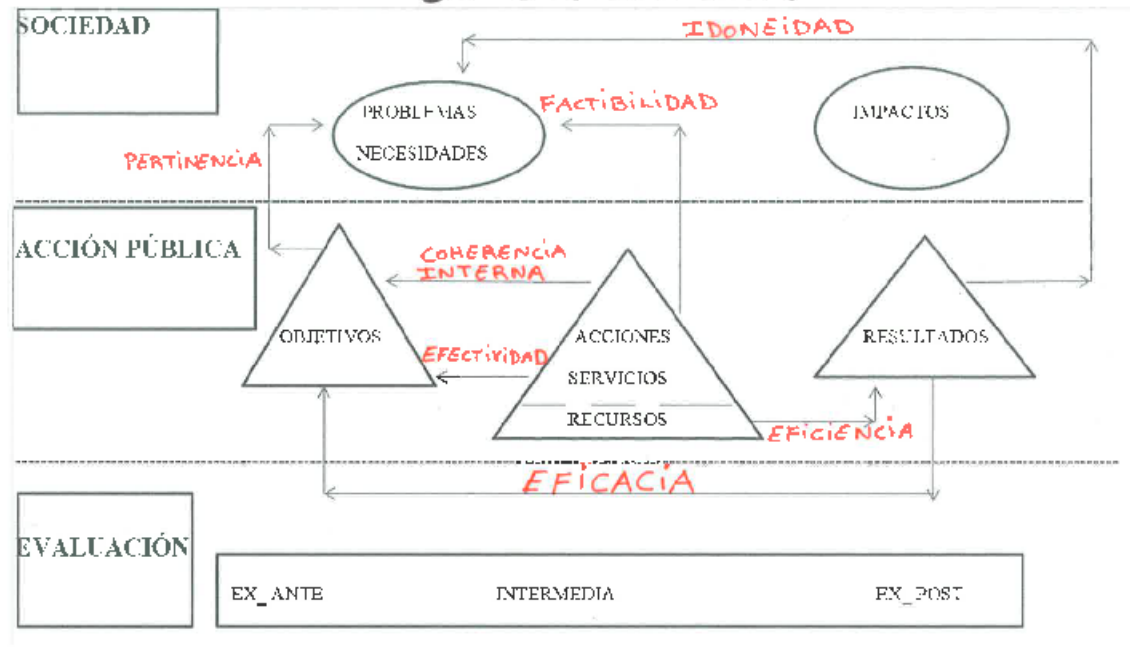 SOCIEDAD
IDONEIDAD
PROBLEMAS
FACTIBILIDAD
IMPACTOS
NECESIDADES
PERTINENCIA
ACCIÓN PÚBLICA
COHERENCIA
INTERNA
OBJETIVOS
ACCIONES
RESULTADOS
EFECTIVIDAD
SERVICIOS
RECURSOS
EFICIENCIA
EFICACIA
EVALUACIÓN
EX_ANTE
INTERMEDIA
EX_POST